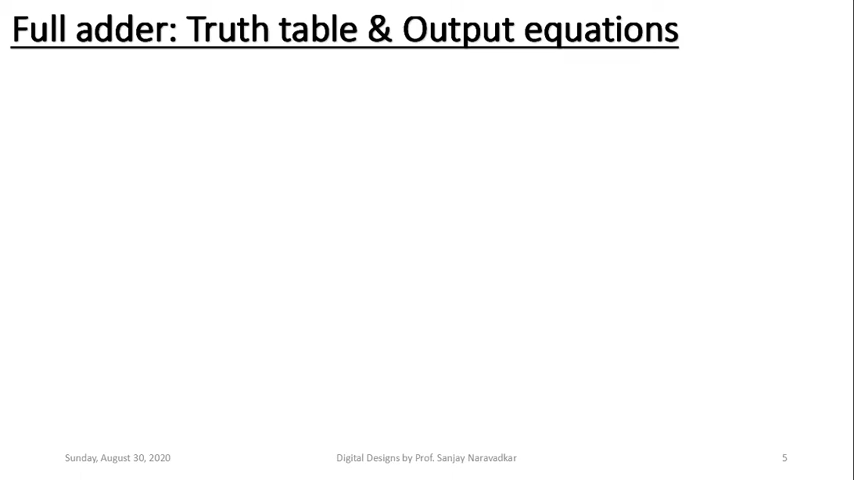 Full adder: Truth table & Output equations
Sunday, August 30, 2020
Digital Designs by Prof. Sanjay Naravadkar
5